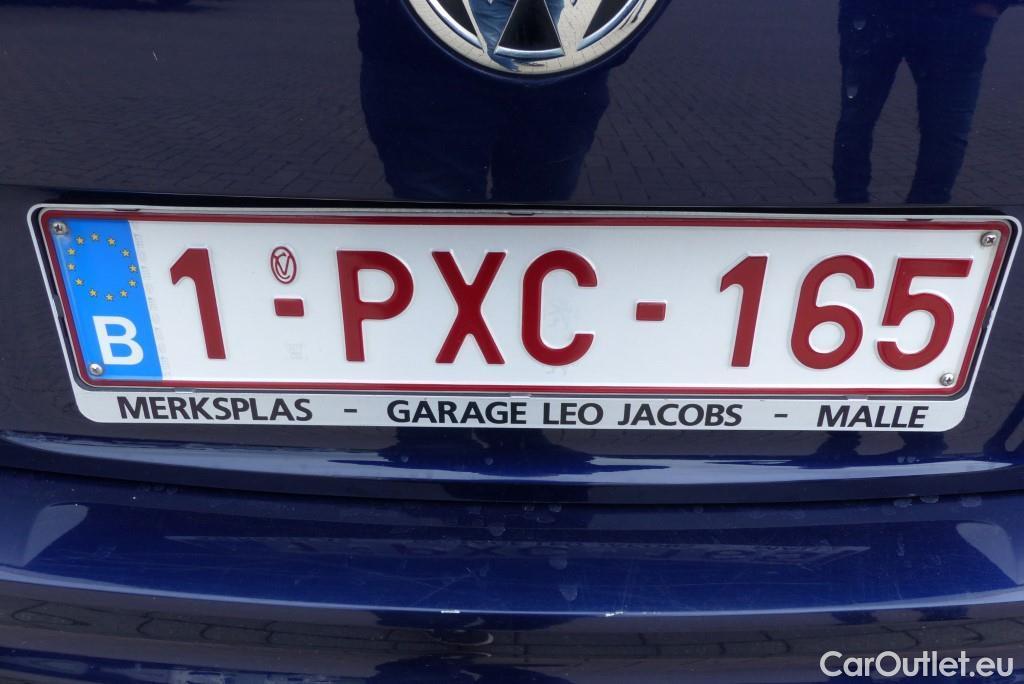 1-PXC-165
B
MERKSPLAS - GARAGE LEO JACOBS - MALLE
CarOutlet.eu